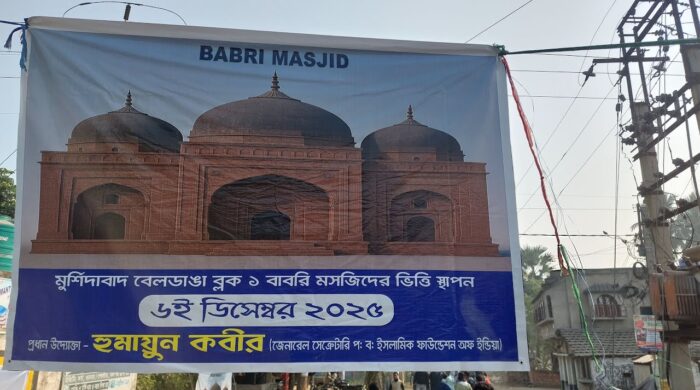 BABRI MASJID
মুর্শিদাবাদ বেলডাঙা ব্লক ১ বাবরি মসজিদের ভিত্তি স্থাপন
৬ই ডিসেম্বর ২০২৫
প্রধান উদ্যোক্তা - হুমায়ুন কবীর (জেনারেল সেক্রেটারি প: ব: ইসলামিক ফাউন্ডেশন অফ ইন্ডিয়া)